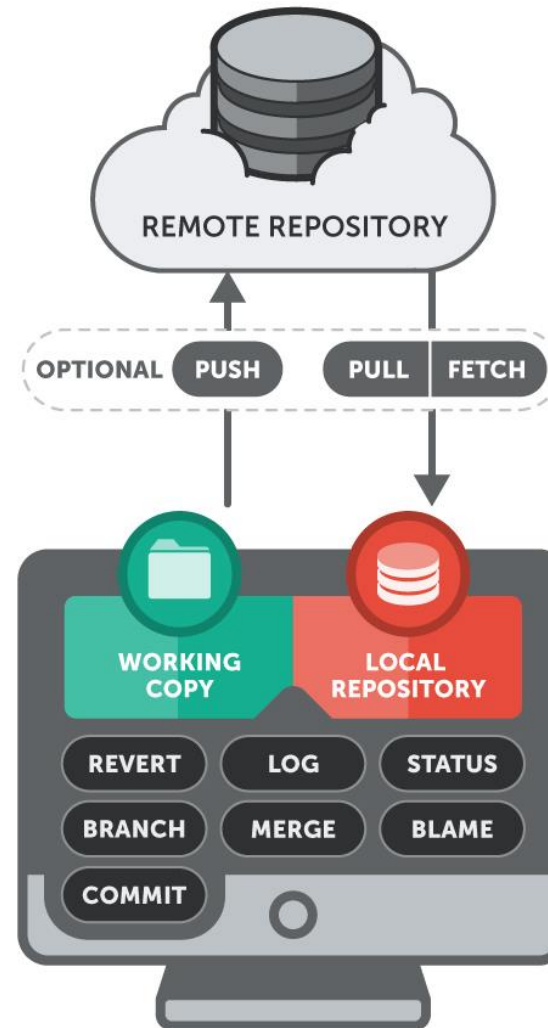 REMOTE REPOSITORY
OPTIONAL PUSH PULL FETCH
WORKING COPY
LOCAL REPOSITORY
REVERT LOG STATUS
BRANCH MERGE BLAME
COMMIT